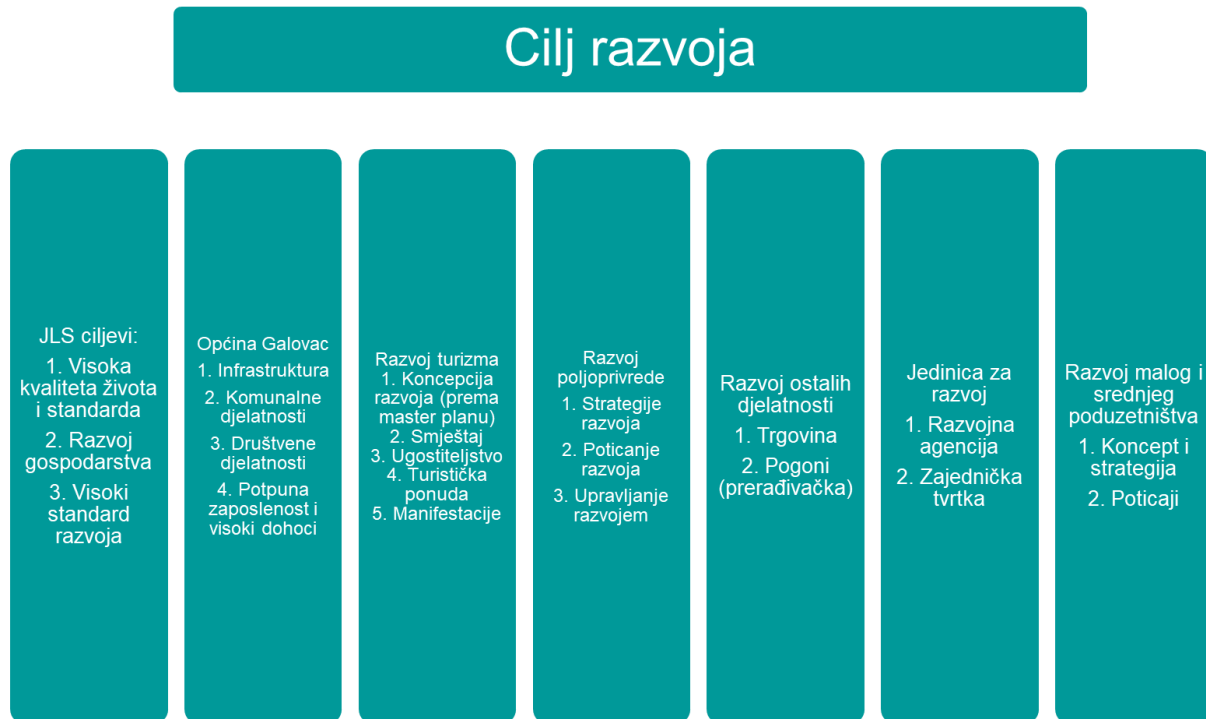 Cilj razvoja
JLS ciljevi:
1. Visoka
kvaliteta života
i standarda
2. Razvoj
gospodarstva
3. Visoki
standard
razvoja
Općina Galovac
1. Infrastruktura
2. Komunalne
djelatnosti
3. Društvene
djelatnosti
4. Potpuna
zaposlenost i
visoki dohoci
Razvoj turizma
1. Koncepcija
razvoja (prema
master planu)
2. Smještaj
3. Ugostiteljstvo
4. Turistička
ponuda
5. Manifestacije
Razvoj
poljoprivrede
1. Strategije
razvoja
2. Poticanje
razvoja
3. Upravljanje
razvojem
Razvoj ostalih
djelatnosti
1. Trgovina
2. Pogoni
(prerađivačka)
Jedinica za
razvoj
1. Razvojna
agencija
2. Zajednička
tvrtka
Razvoj malog i
srednjeg
poduzetništva
1. Koncept i
strategija
2. Poticaji